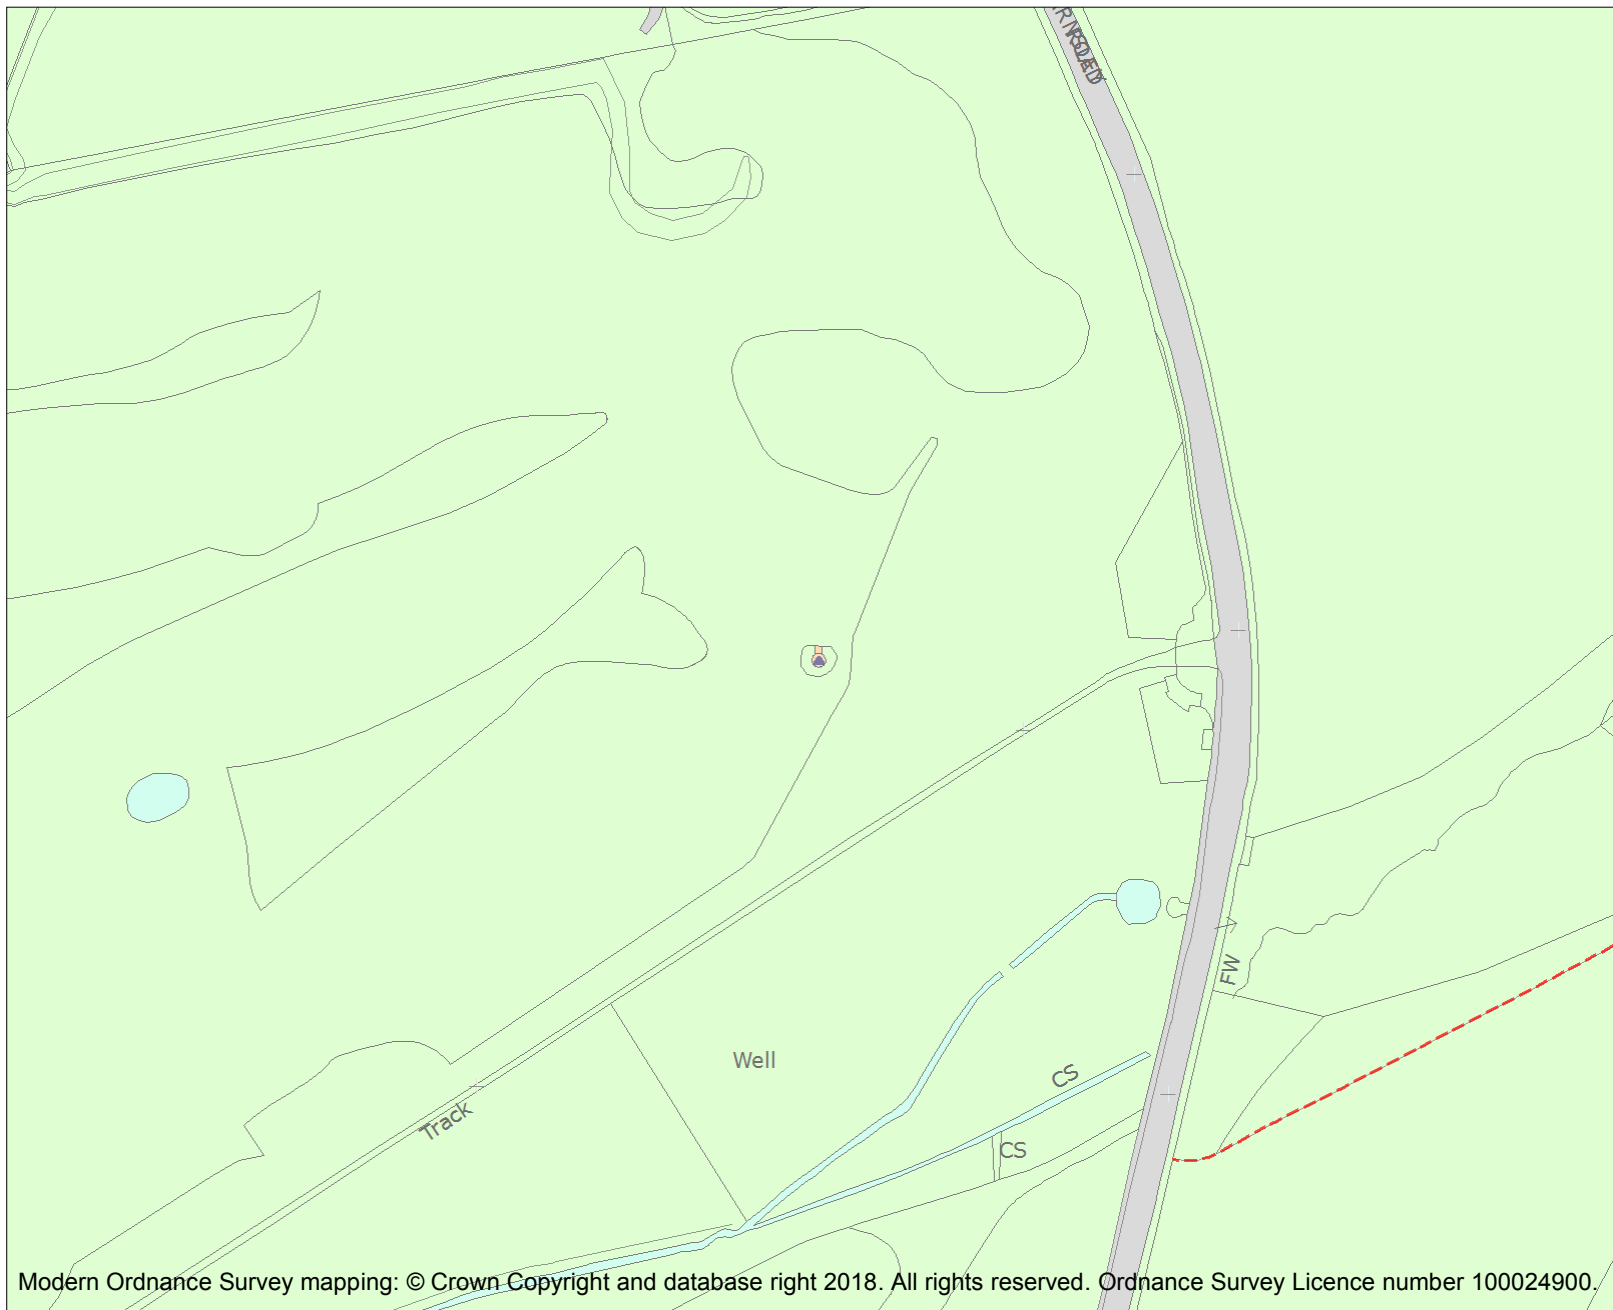 ROAD
FW
Well
CS
CS
Track
Modern Ordnance Survey mapping: © Crown Copyright and database right 2018. All rights reserved. Ordnance Survey Licence number 100024900.